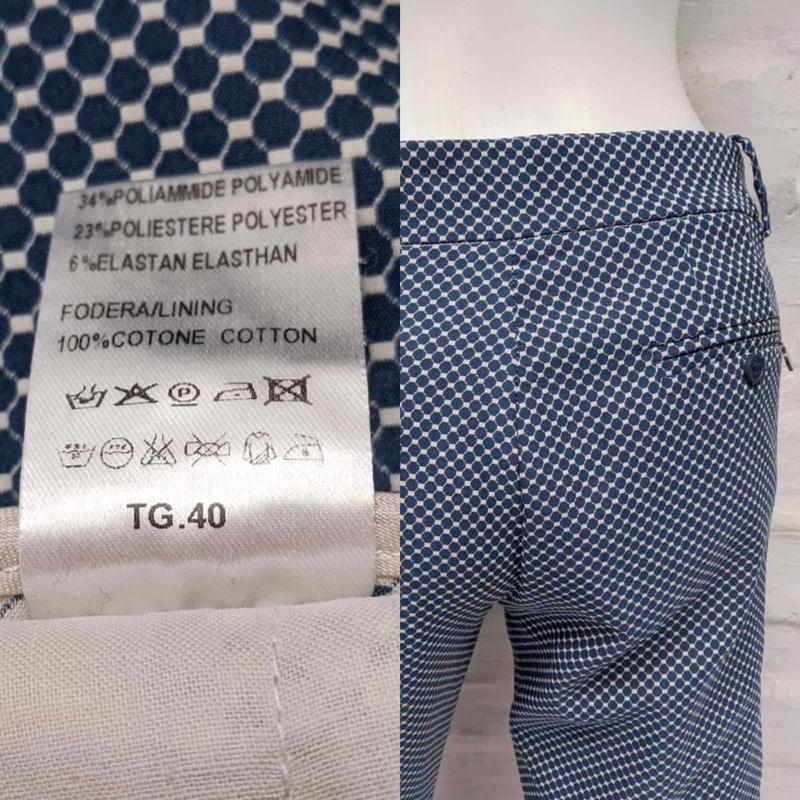 34%POLIAMMIDE POLYAMIDE
23%POLIESTERE POLYESTER
6%ELASTAN ELASTHAN
FODERA/LINING
100%COTONE COTTON
P
TG.40